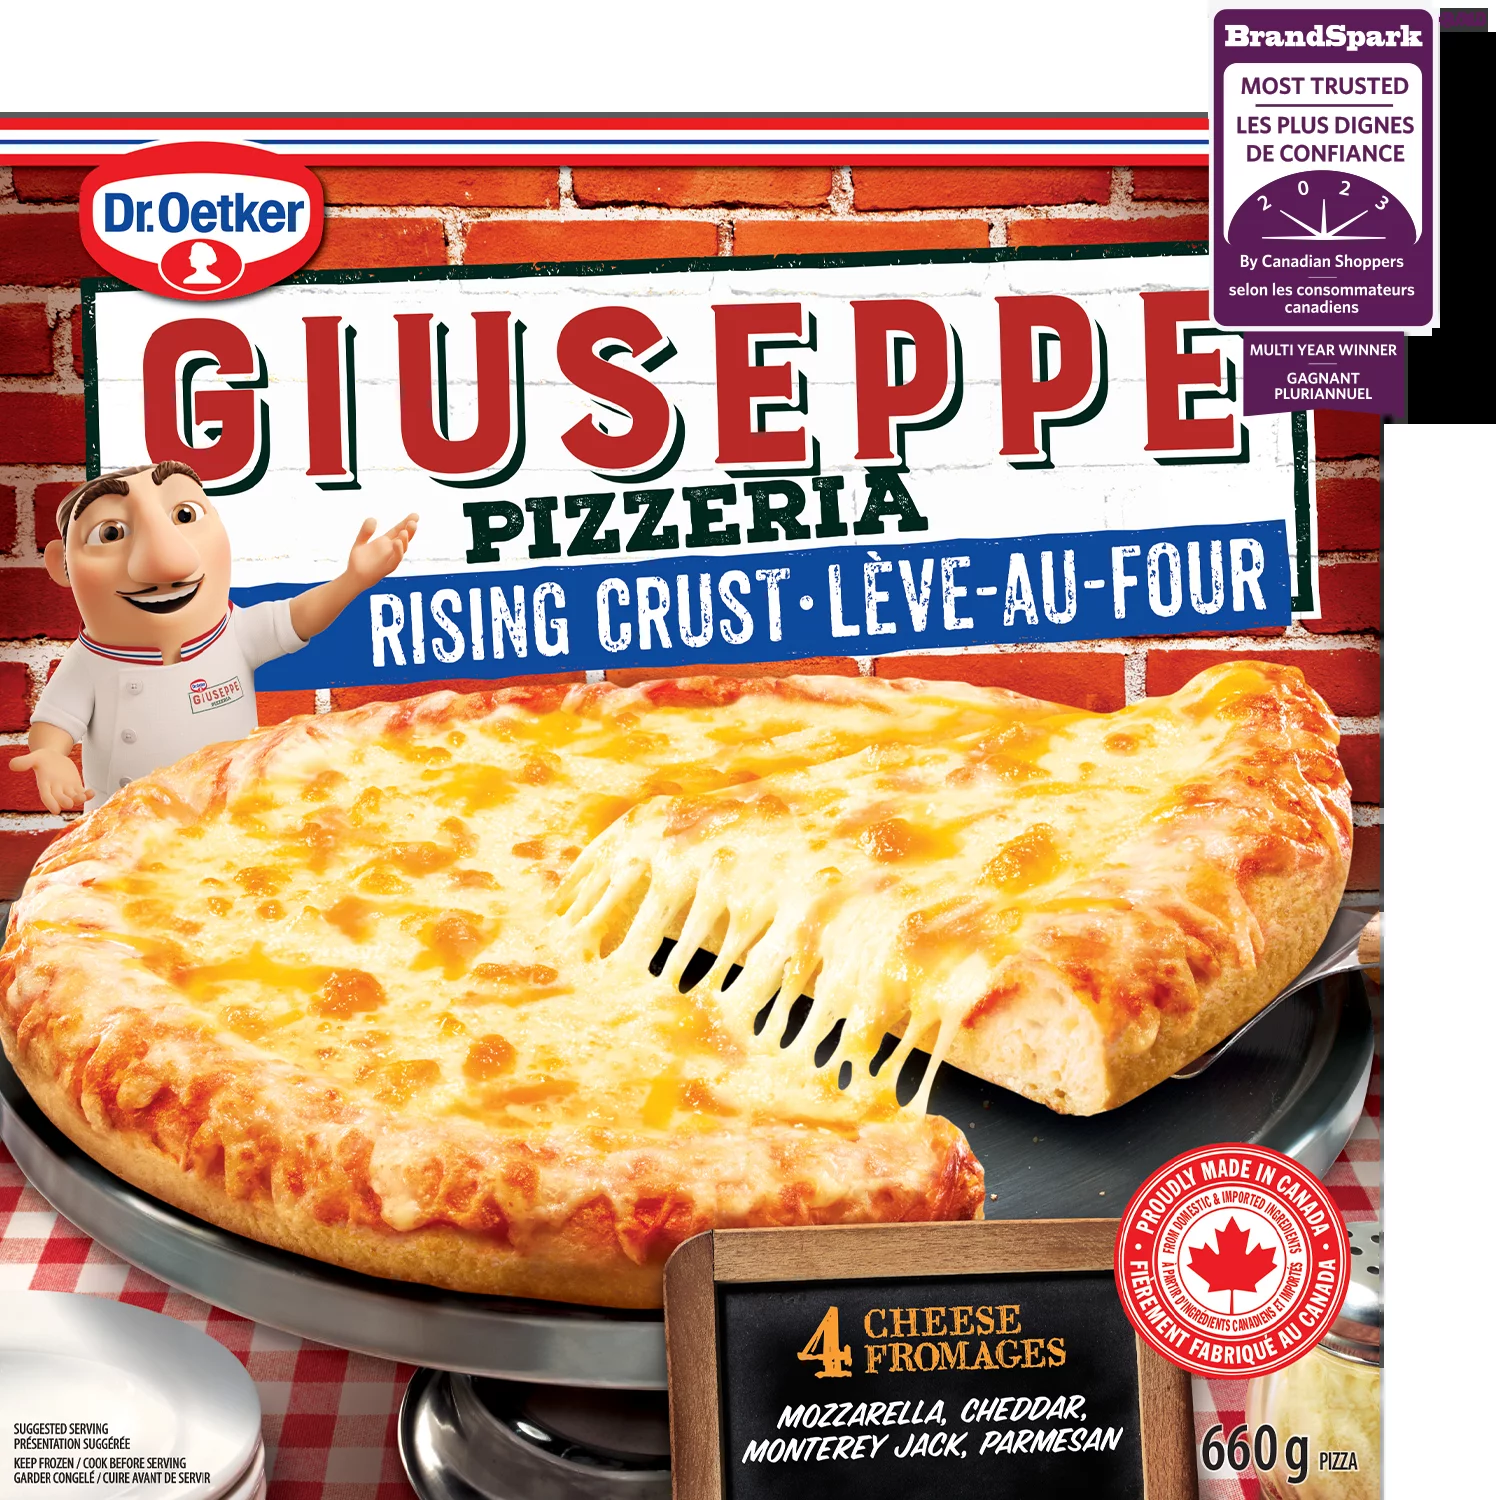 BrandSpark
MOST TRUSTED
LES PLUS DIGNES
DE CONFIANCE
2 0 2 3
By Canadian Shoppers
selon les consommateurs
canadiens
MULTI YEAR WINNER
GAGNANT
PLURIANNUEL
Dr.Oetker
GIUSEPPE
PIZZERIA
RISING CRUST • LÈVE-AU-FOUR
Dr.Oetker
GIUSEPPE
PIZZERIA
• PROUDLY MADE IN CANADA •
FROM DOMESTIC & IMPORTED INGREDIENTS
À PARTIR D'INGRÉDIENTS CANADIENS ET IMPORTÉS
FIÈREMENT FABRIQUÉ AU CANADA
4 CHEESE
FROMAGES
MOZZARELLA, CHEDDAR,
MONTEREY JACK, PARMESAN
660 g PIZZA
SUGGESTED SERVING
PRÉSENTATION SUGGÉRÉE
KEEP FROZEN / COOK BEFORE SERVING
GARDER CONGELÉ / CUIRE AVANT DE SERVIR